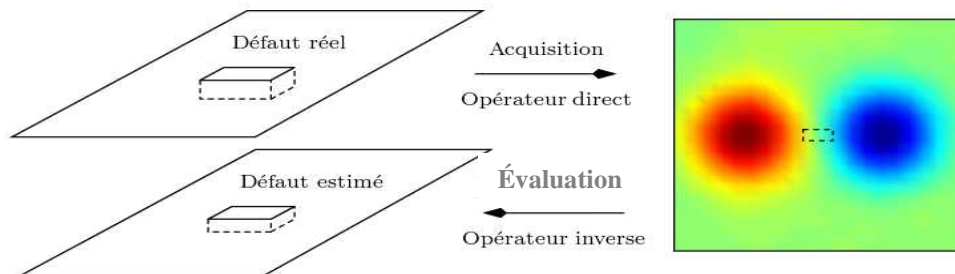 Défaut réel
Acquisition
Opérateur direct
Défaut estimé
Évaluation
Opérateur inverse